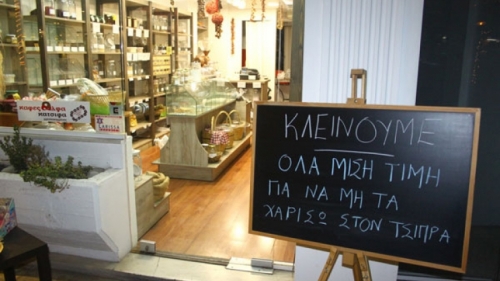 ΚΛΕΙΝΟΥΜΕ
ΟΛΑ ΜΙΣΗ ΤΙΜΗ
ΓΙΑ ΝΑ ΜΗ ΤΑ
ΧΑΡΙΣΩ ΣΤΟΝ ΤΣΙΠΡΑ